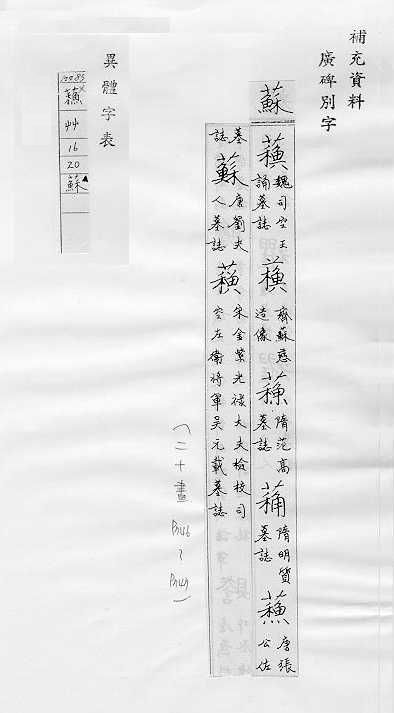 補充資料
廣碑別字
蘇
蘓魏司空王誦墓誌
蘓齊蘇慈造像
蘓隋范高墓誌
隋明質墓誌
蘓唐張公佐
墓誌
蘇唐劉夫人墓誌
蘓宋金紫光祿大夫檢校司空左衛將軍吳元載墓誌
(二十畫 P.746~P.749)
異體字表
蘓
艸
16
20
蘇